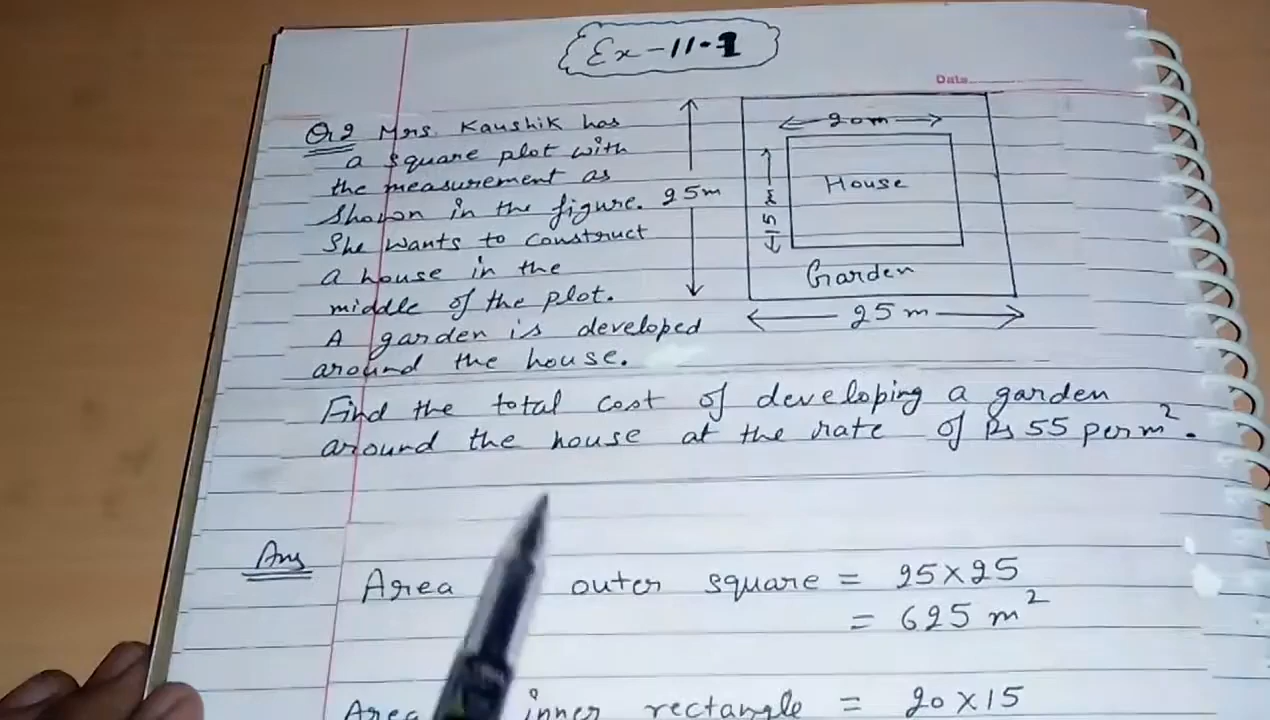 Ex-11.1
Date
Q2 Mrs. Kaushik has
a square plot with
the measurement as
shown in the figure.
She wants to construct
a house in the
middle of the plot.
A garden is developed
around the house.
25m
20m
15m
House
Garden
25m
Find the total cost of developing a garden
around the house at the rate of Rs 55 per m².
Ans
Area outer square = 25×25
= 625 m²
Area inner rectangle = 20×15